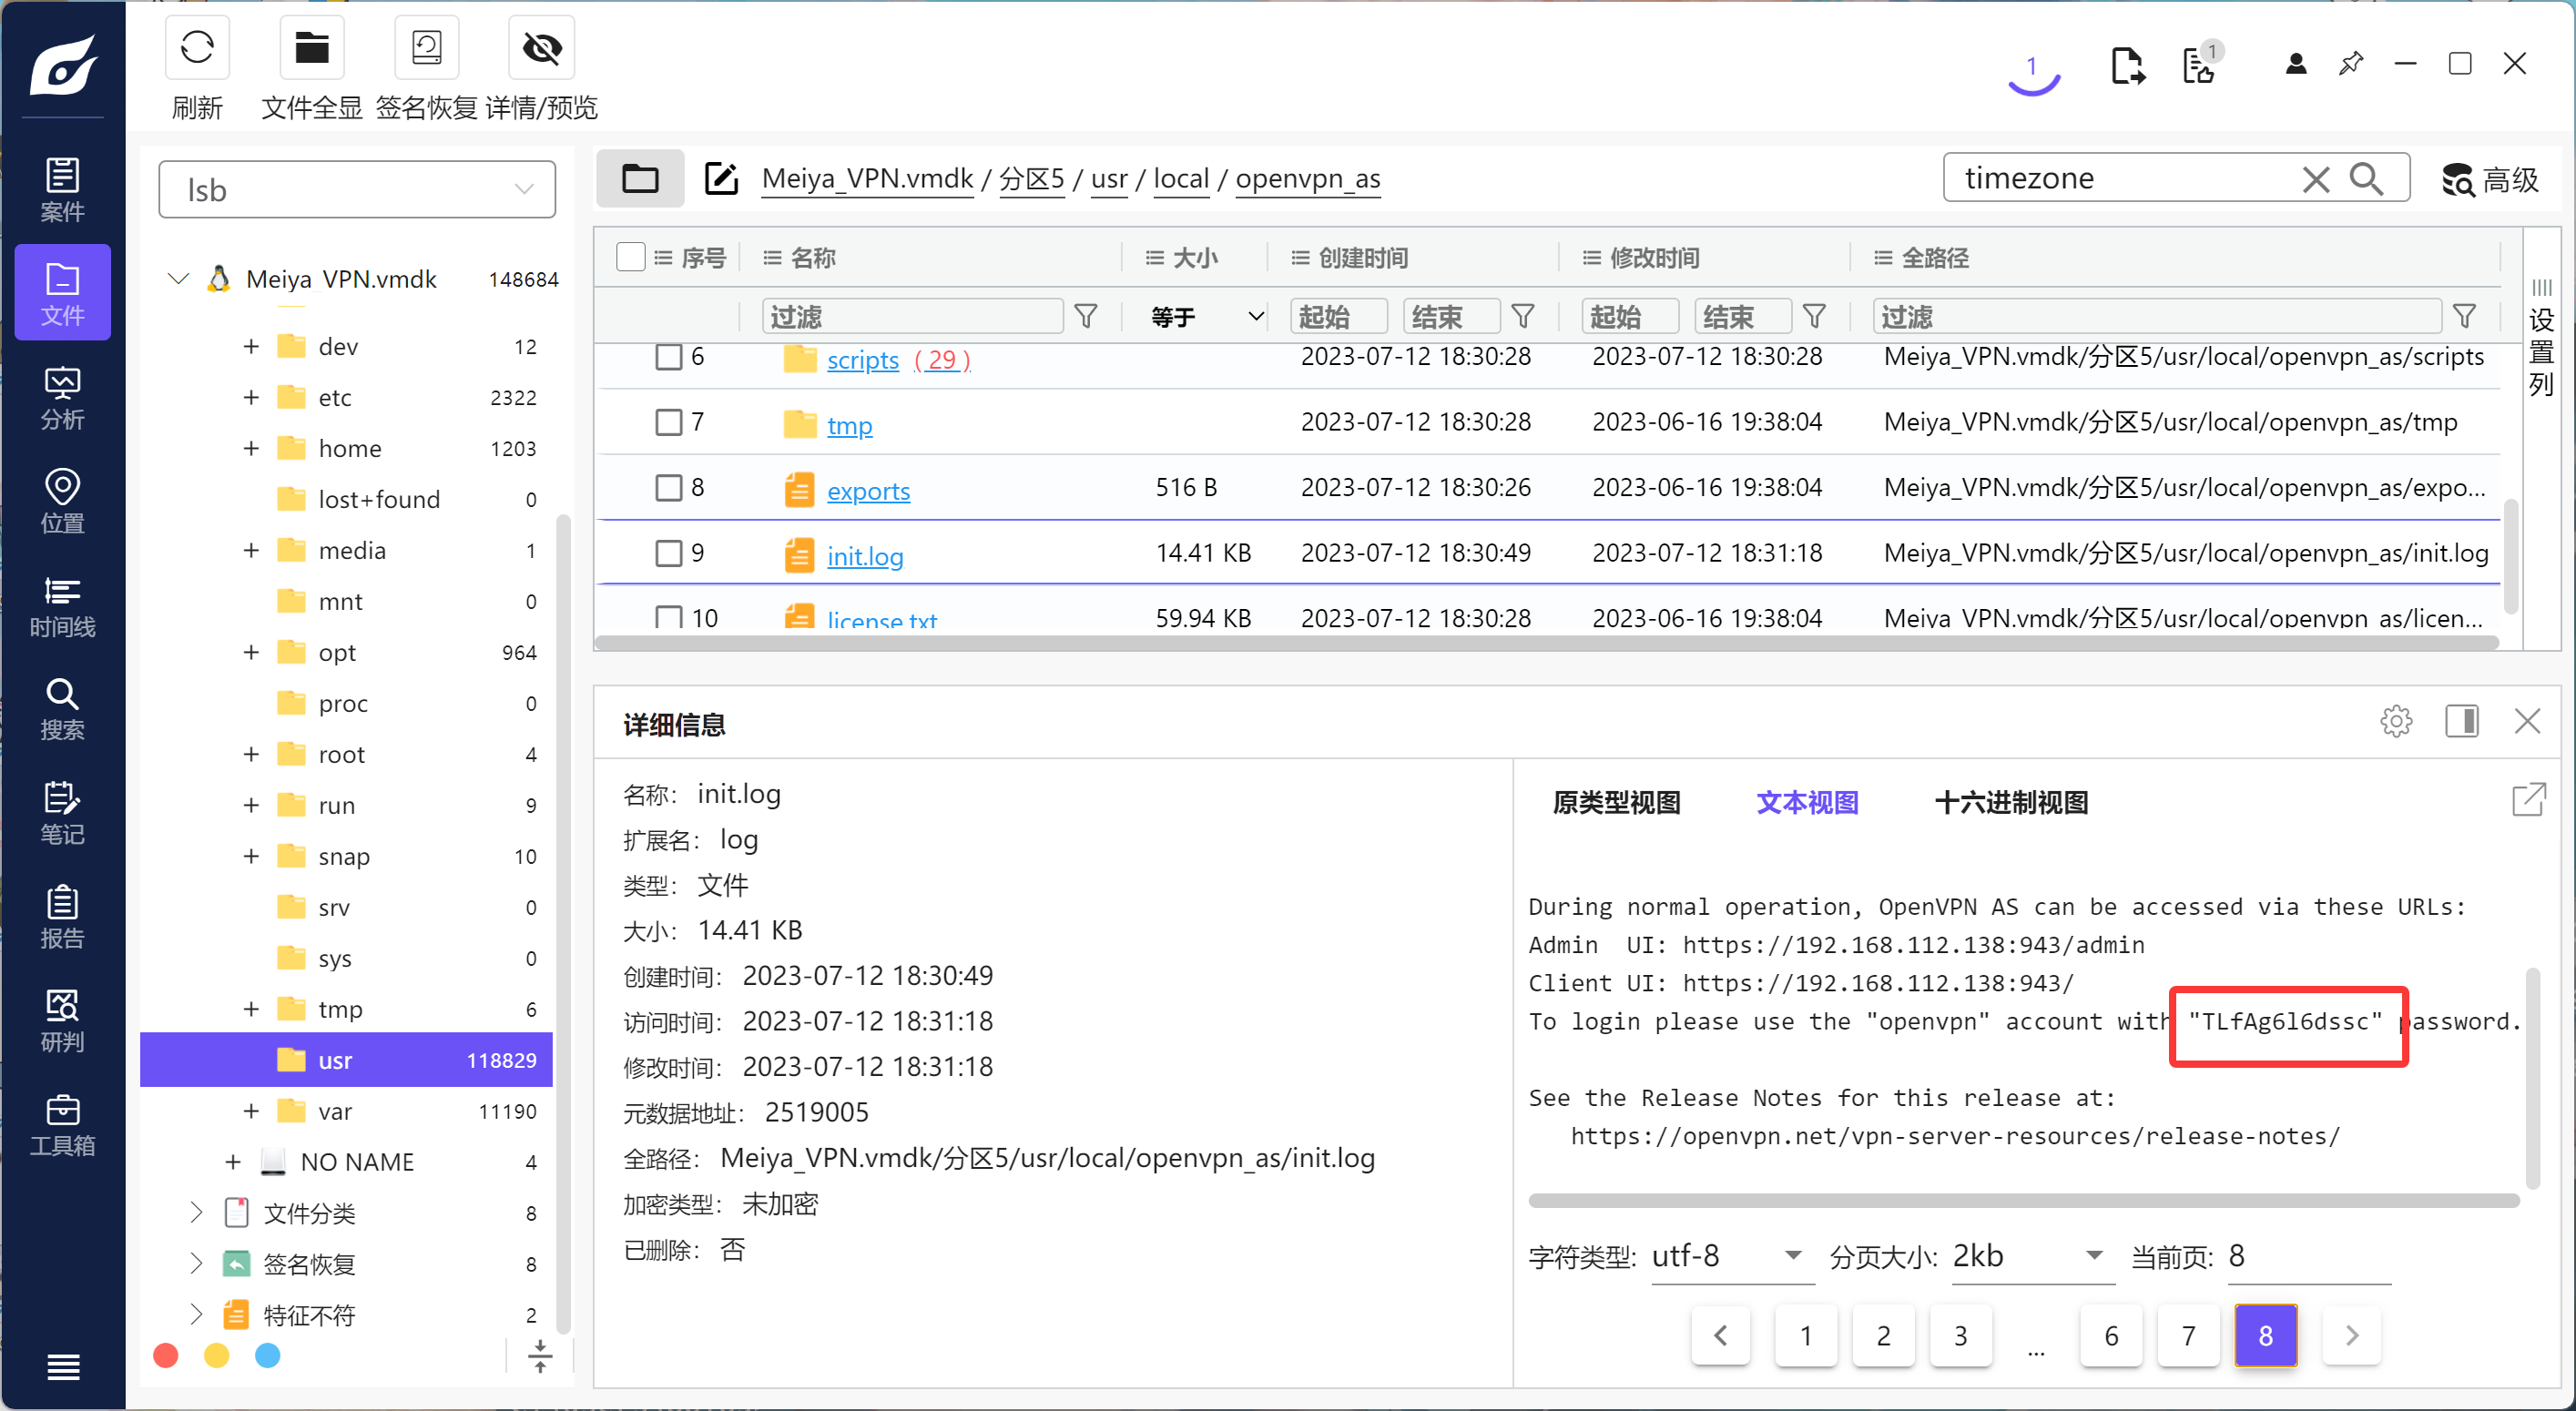 刷新
文件全显
签名恢复
详情/预览
1
1
案件
文件
分析
位置
时间线
搜索
笔记
报告
研判
工具箱
lsb
Meiya_VPN.vmdk 148684
dev 12
etc 2322
home 1203
lost+found 0
media 1
mnt 0
opt 964
proc 0
root 4
run 9
snap 10
srv 0
sys 0
tmp 6
usr 118829
var 11190
NO NAME 4
文件分类 8
签名恢复 8
特征不符 2
Meiya_VPN.vmdk / 分区5 / usr / local / openvpn_as
timezone
高级
序号 名称 大小 创建时间 修改时间 全路径
过滤 等于 起始 结束 起始 结束 过滤
6 scripts ( 29 ) 2023-07-12 18:30:28 2023-07-12 18:30:28 Meiya_VPN.vmdk/分区5/usr/local/openvpn_as/scripts
7 tmp 2023-07-12 18:30:28 2023-06-16 19:38:04 Meiya_VPN.vmdk/分区5/usr/local/openvpn_as/tmp
8 exports 516 B 2023-07-12 18:30:26 2023-06-16 19:38:04 Meiya_VPN.vmdk/分区5/usr/local/openvpn_as/expo...
9 init.log 14.41 KB 2023-07-12 18:30:49 2023-07-12 18:31:18 Meiya_VPN.vmdk/分区5/usr/local/openvpn_as/init.log
10 license.txt 59.94 KB 2023-07-12 18:30:28 2023-06-16 19:38:04 Meiya_VPN.vmdk/分区5/usr/local/openvpn_as/licen...
设置列
详细信息
名称: init.log
扩展名: log
类型: 文件
大小: 14.41 KB
创建时间: 2023-07-12 18:30:49
访问时间: 2023-07-12 18:31:18
修改时间: 2023-07-12 18:31:18
元数据地址: 2519005
全路径: Meiya_VPN.vmdk/分区5/usr/local/openvpn_as/init.log
加密类型: 未加密
已删除: 否
原类型视图 文本视图 十六进制视图
During normal operation, OpenVPN AS can be accessed via these URLs:
Admin  UI: https://192.168.112.138:943/admin
Client UI: https://192.168.112.138:943/
To login please use the "openvpn" account with "TLfAg6l6dssc" password.
See the Release Notes for this release at:
https://openvpn.net/vpn-server-resources/release-notes/
字符类型: utf-8 分页大小: 2kb 当前页: 8
1 2 3 ... 6 7 8